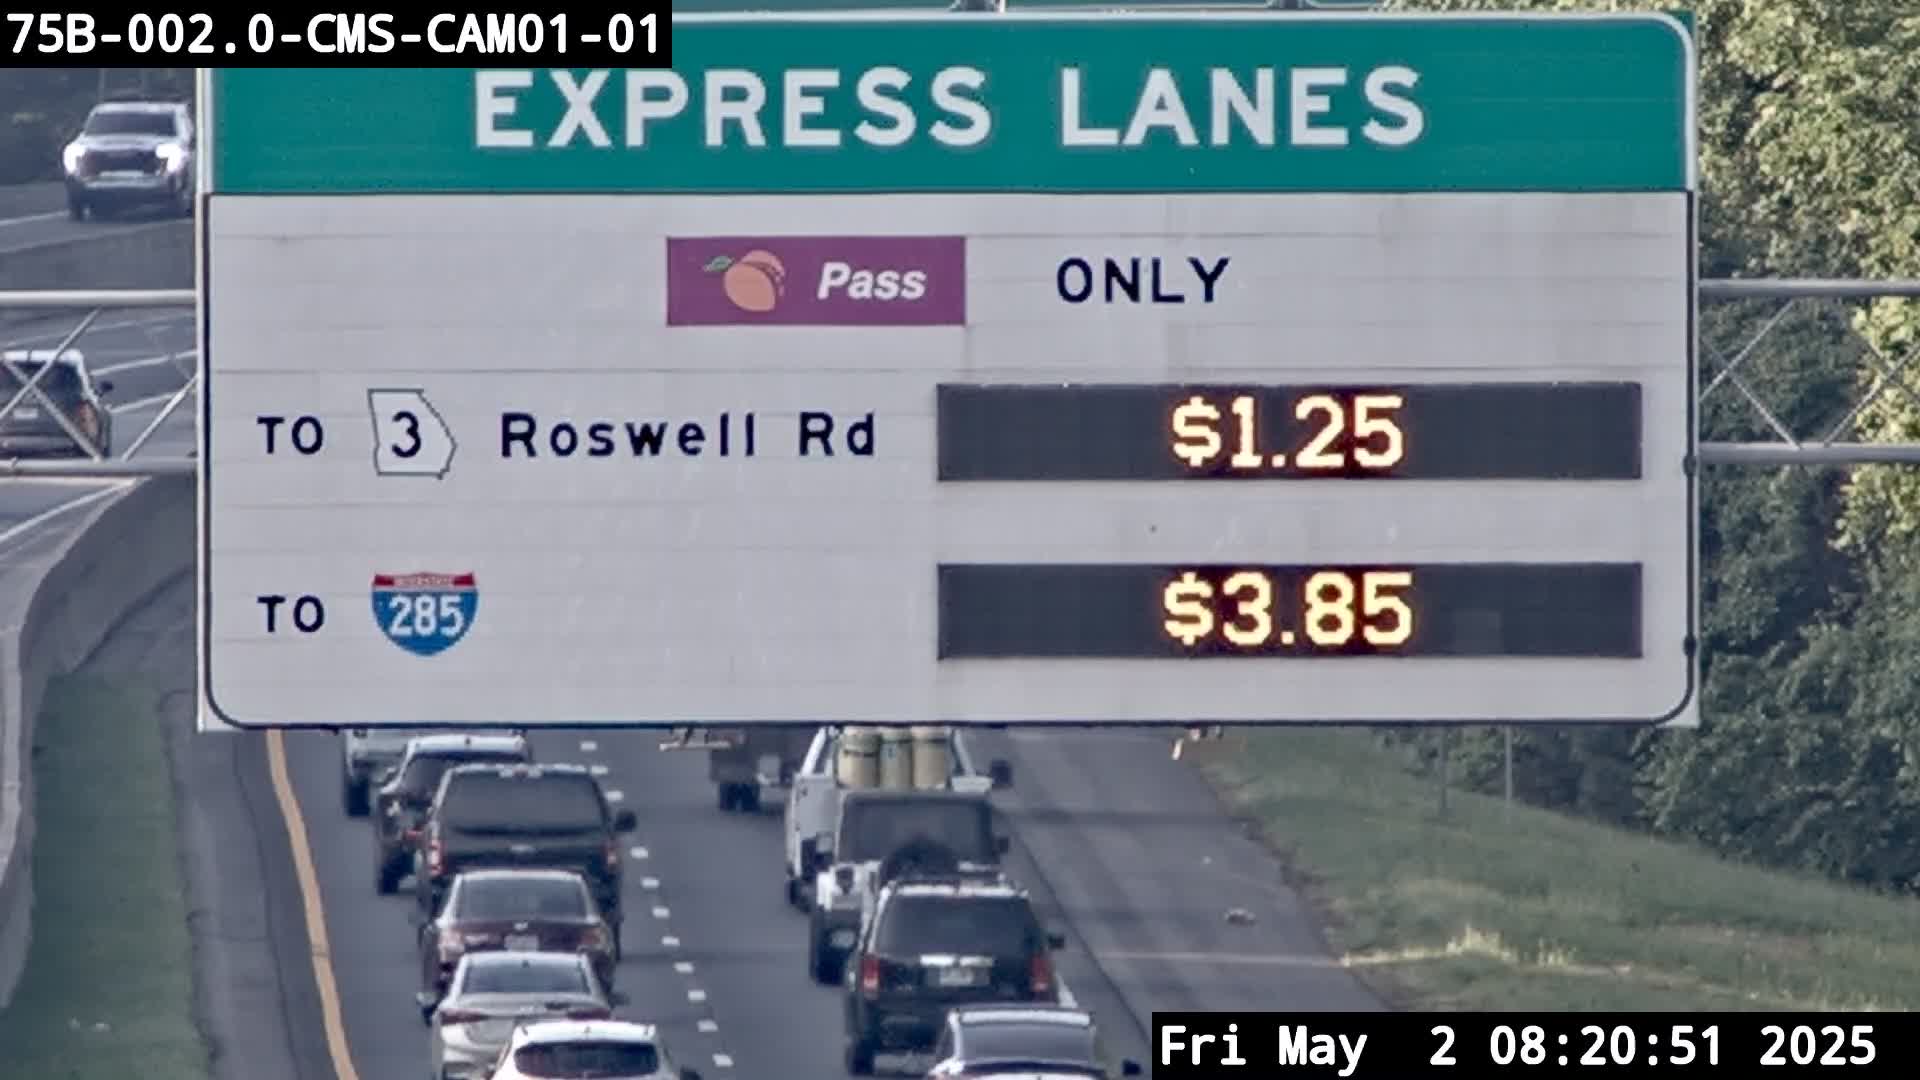 75B-002.0-CMS-CAM01-01
EXPRESS LANES
Pass ONLY
TO 3 Roswell Rd $1.25
TO 285 $3.85
Fri May 2 08:20:51 2025